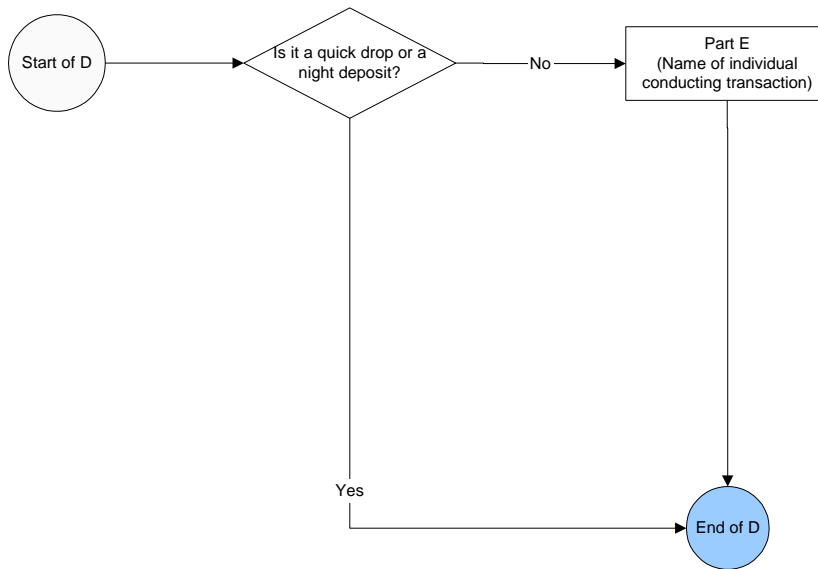 Start of D
Is it a quick drop or a
night deposit?
No
Part E
(Name of individual
conducting transaction)
Yes
End of D